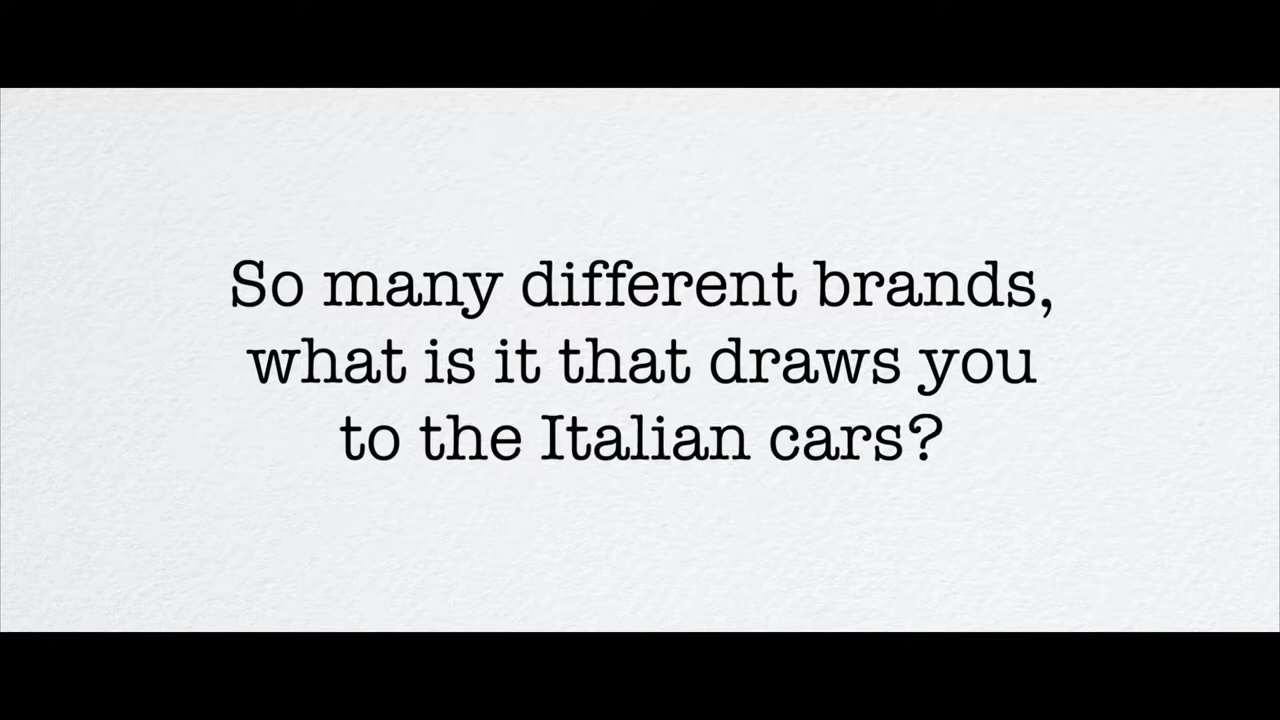 So many different brands,
what is it that draws you
to the Italian cars?